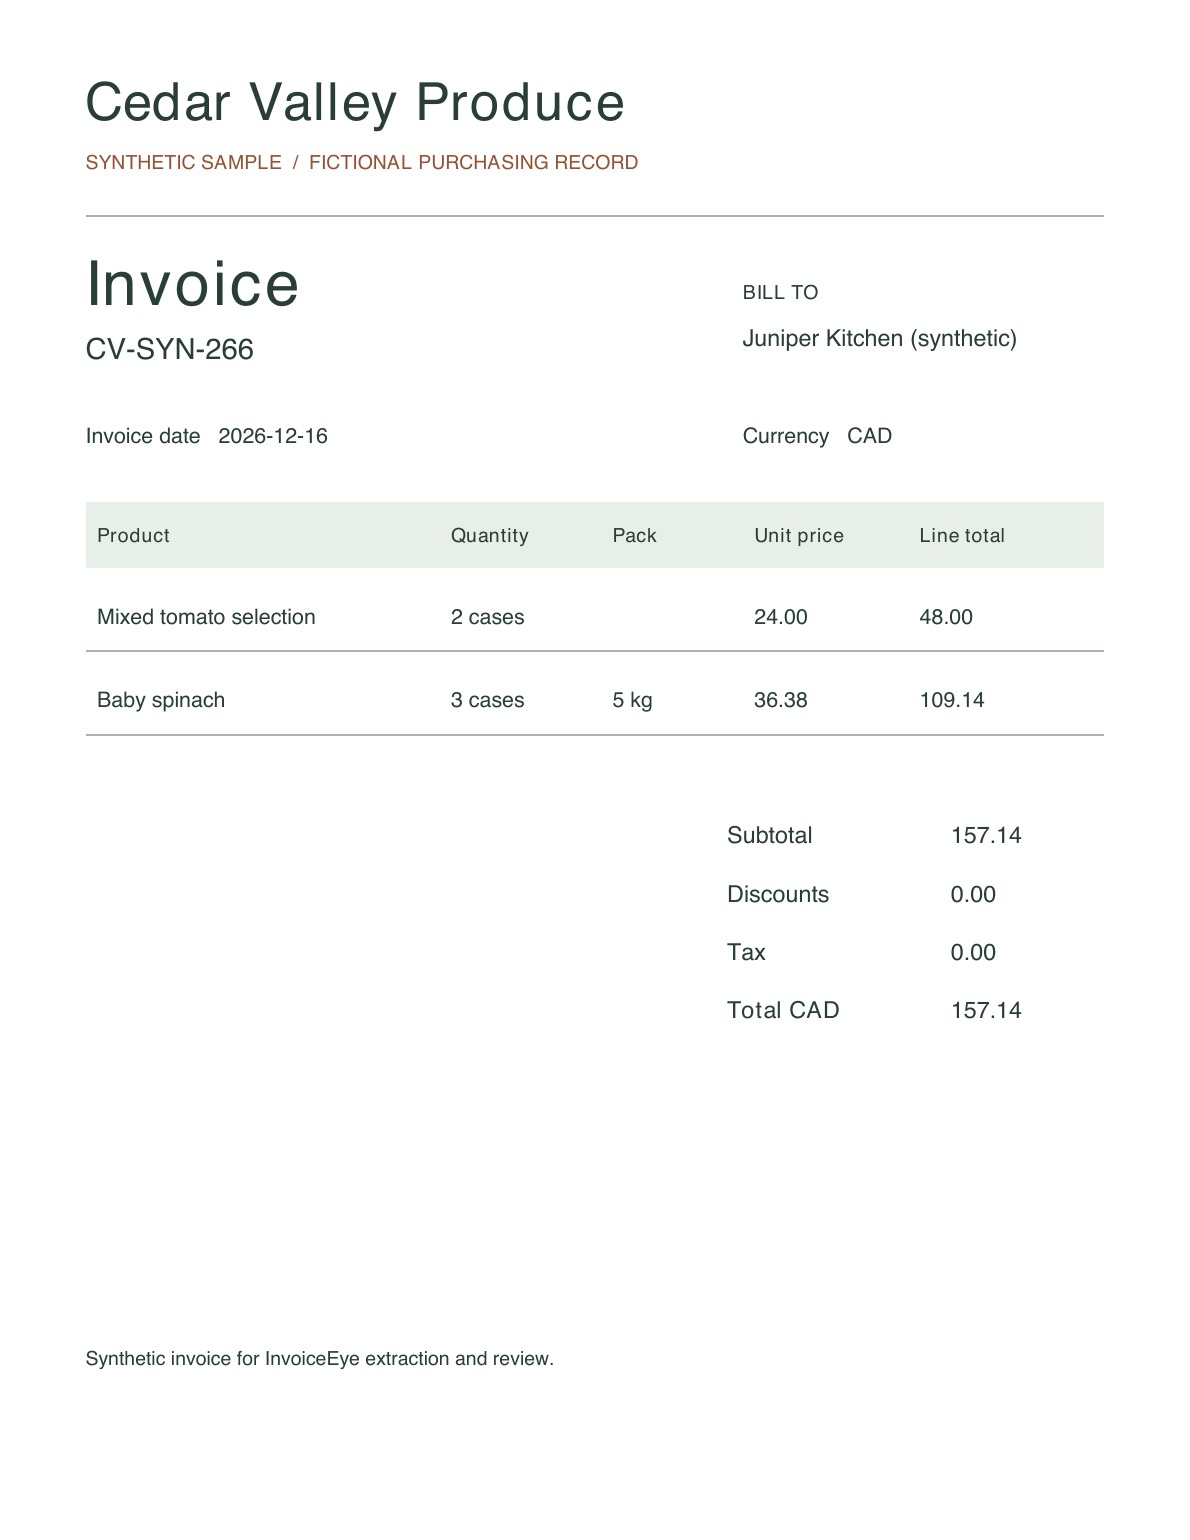 Cedar Valley Produce
SYNTHETIC SAMPLE / FICTIONAL PURCHASING RECORD
Invoice
CV-SYN-266
BILL TO
Juniper Kitchen (synthetic)
Invoice date 2026-12-16
Currency CAD
Product Quantity Pack Unit price Line total
Mixed tomato selection 2 cases 24.00 48.00
Baby spinach 3 cases 5 kg 36.38 109.14
Subtotal 157.14
Discounts 0.00
Tax 0.00
Total CAD 157.14
Synthetic invoice for InvoiceEye extraction and review.